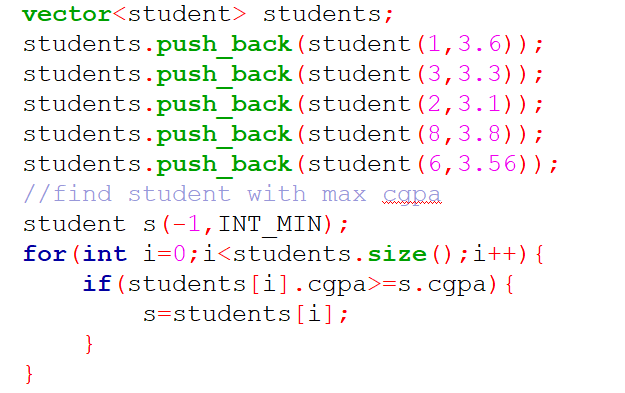 vector<student> students;
students.push_back(student(1,3.6));
students.push_back(student(3,3.3));
students.push_back(student(2,3.1));
students.push_back(student(8,3.8));
students.push_back(student(6,3.56));
//find student with max cgpa
student s(-1,INT_MIN);
for(int i=0;i<students.size();i++){
    if(students[i].cgpa>=s.cgpa){
        s=students[i];
    }
}